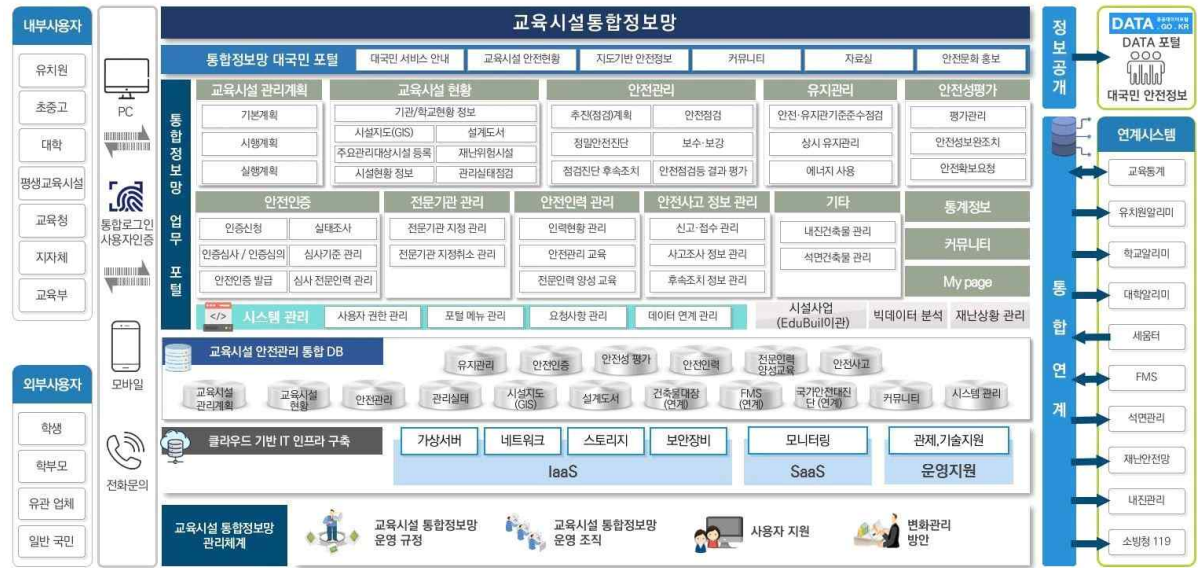 내부사용자
유치원
초중고
대학
평생교육시설
교육청
지자체
교육부
외부사용자
학생
학부모
유관 업체
일반 국민
PC
통합로그인
사용자인증
모바일
전화문의
교육시설통합정보망
통합정보망 대국민 포털
대국민 서비스 안내
교육시설 안전현황
지도기반 안전정보
커뮤니티
자료실
안전문화 홍보
통합정보망 업무 포털
교육시설 관리계획
기본계획
시행계획
실행계획
교육시설 현황
기관/학교현황 정보
시설지도(GIS)
설계도서
주요관리대상시설 등록
재난위험시설
시설현황 정보
관리실태점검
안전관리
추진(점검)계획
안전점검
정밀안전진단
보수·보강
점검진단 후속조치
안전점검등 결과 평가
유지관리
안전·유지관기준준수점검
상시 유지관리
에너지 사용
안전성평가
평가관리
안전성보완조치
안전확보요청
안전인증
인증신청
실태조사
인증심사 / 인증심의
심사기준 관리
안전인증 발급
심사 전문인력 관리
전문기관 관리
전문기관 지정 관리
전문기관 지정취소 관리
안전인력 관리
인력현황 관리
안전관리 교육
전문인력 양성 교육
안전사고 정보 관리
신고·접수 관리
사고조사 정보 관리
후속조치 정보 관리
기타
내진건축물 관리
석면건축물 관리
통계정보
커뮤니티
My page
</>
시스템 관리
사용자 권한 관리
포털 메뉴 관리
요청사항 관리
데이터 연계 관리
시설사업
(EduBuil이관)
빅데이터 분석
재난상황 관리
교육시설 안전관리 통합 DB
유지관리
안전인증
안전성 평가
안전인력
전문인력
양성교육
안전사고
교육시설
관리계획
교육시설
현황
안전관리
관리실태
시설지도
(GIS)
설계도서
건축물대장
(연계)
FMS
(연계)
국가안전대진
단 (연계)
커뮤니티
시스템 관리
클라우드 기반 IT 인프라 구축
가상서버
네트워크
스토리지
보안장비
IaaS
모니터링
SaaS
관제,기술지원
운영지원
교육시설 통합정보망
관리체계
교육시설 통합정보망
운영 규정
교육시설 통합정보망
운영 조직
사용자 지원
변화관리
방안
정보공개
DATA 공공데이터포털
.GO.KR
DATA 포털
대국민 안전정보
통합연계
연계시스템
교육통계
유치원알리미
학교알리미
대학알리미
세움터
FMS
석면관리
재난안전망
내진관리
소방청 119